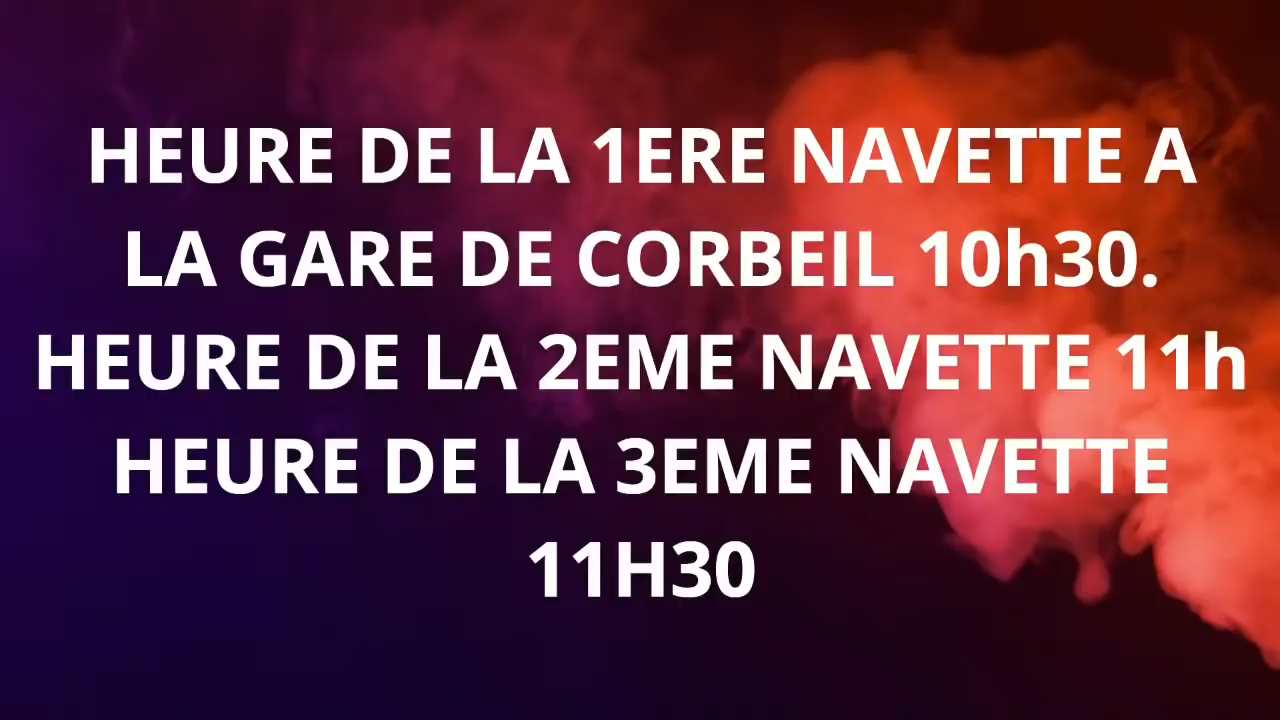 HEURE DE LA 1ERE NAVETTE A
LA GARE DE CORBEIL 10h30.
HEURE DE LA 2EME NAVETTE 11h
HEURE DE LA 3EME NAVETTE
11H30